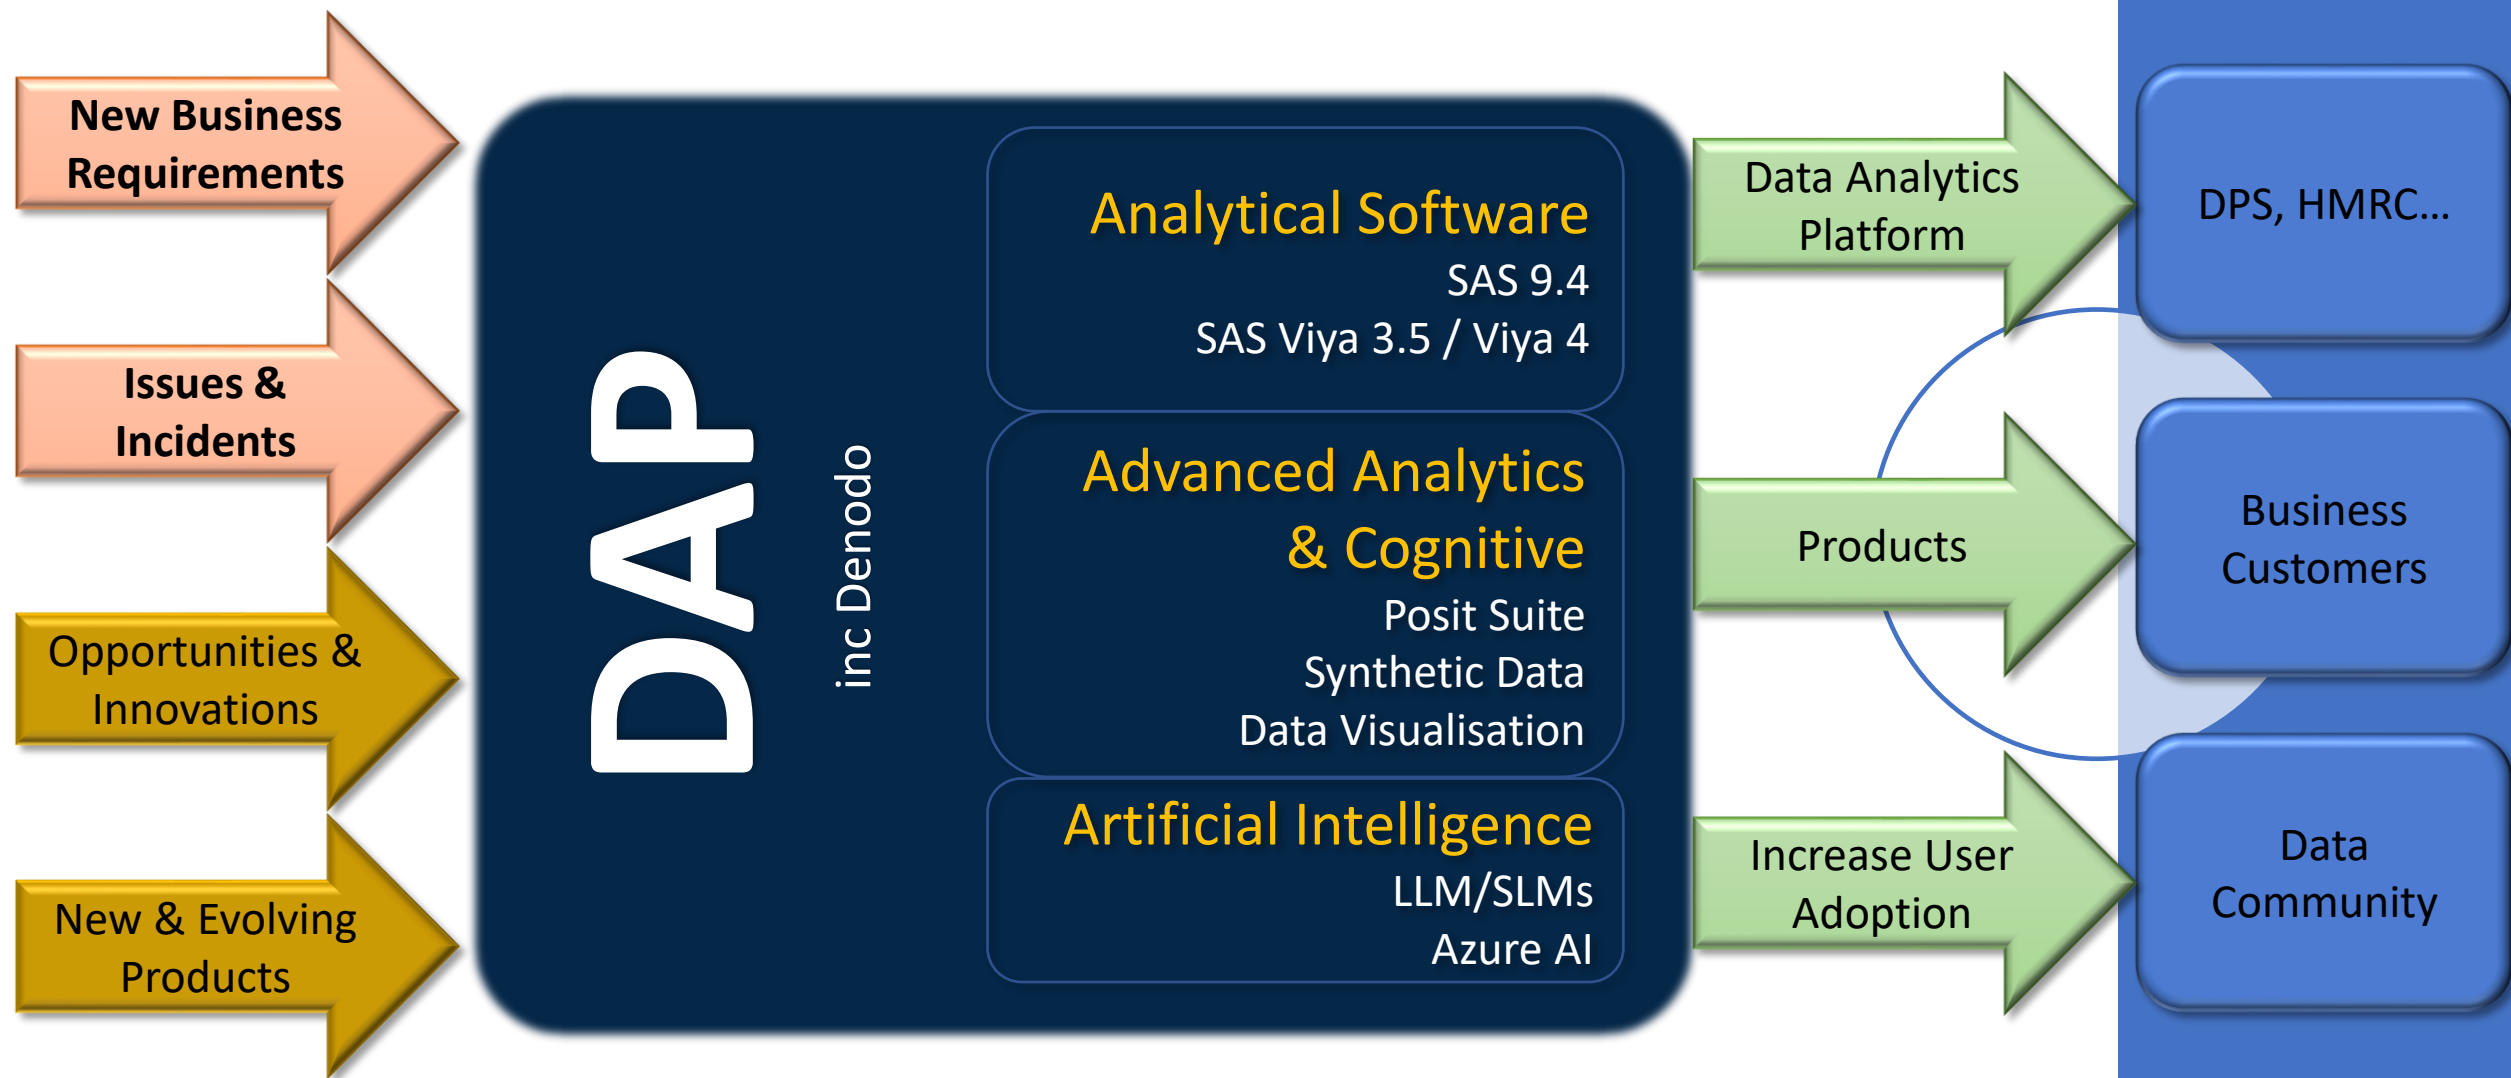 New Business
Requirements
Issues &
Incidents
Opportunities &
Innovations
New & Evolving
Products
DAP
inc Denodo
Analytical Software
SAS 9.4
SAS Viya 3.5 / Viya 4
Advanced Analytics
& Cognitive
Posit Suite
Synthetic Data
Data Visualisation
Artificial Intelligence
LLM/SLMs
Azure AI
Data Analytics
Platform
Products
Increase User
Adoption
DPS, HMRC...
Business
Customers
Data
Community